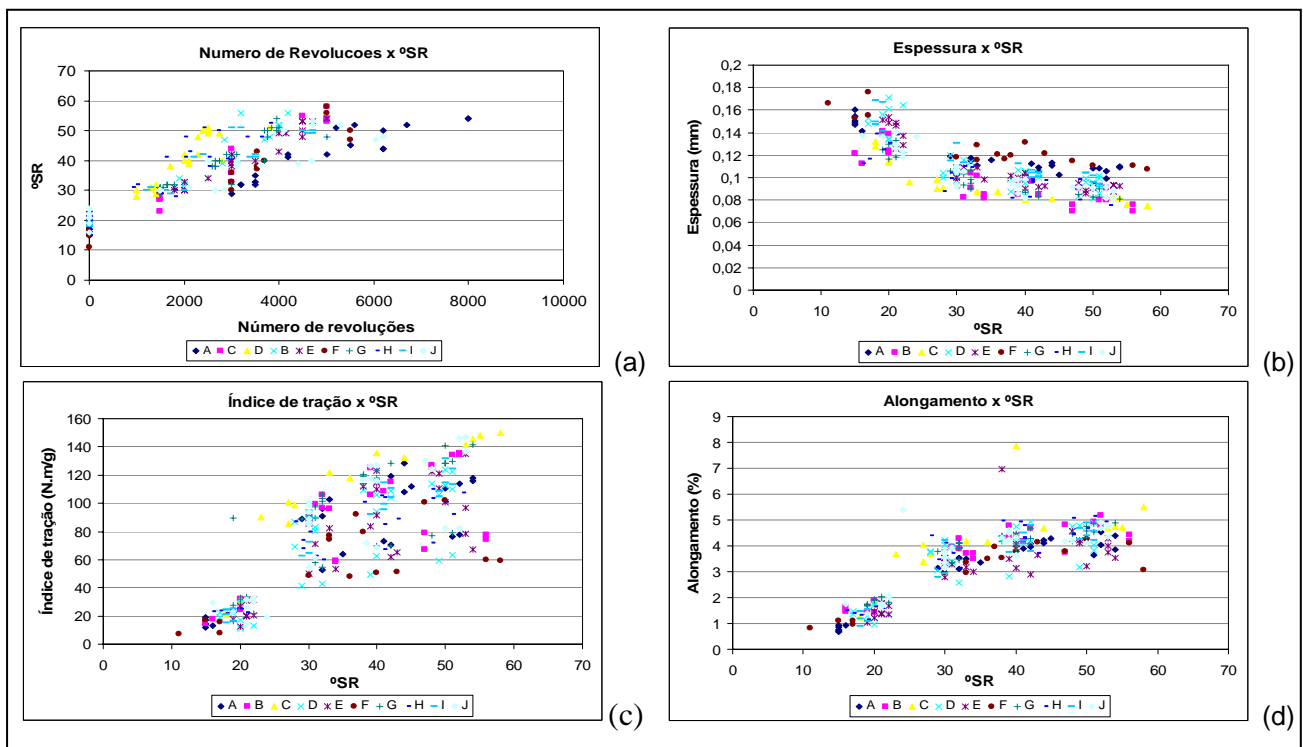 Numero de Revolucoes x ºSR
70
60
50
40
30
20
10
0
ºSR
0 2000 4000 6000 8000 10000
Número de revoluções
A C D B E F G H I J
(a)
Espessura x ºSR
0,2
0,18
0,16
0,14
0,12
0,1
0,08
0,06
0,04
0,02
0
Espessura (mm)
0 10 20 30 40 50 60 70
ºSR
A B C D E F G H I J
(b)
Índice de tração x ºSR
160
140
120
100
80
60
40
20
0
Índice de tração (N.m/g)
0 10 20 30 40 50 60 70
ºSR
A B C D E F G H I J
(c)
Alongamento x ºSR
9
8
7
6
5
4
3
2
1
0
Alongamento (%)
0 10 20 30 40 50 60 70
ºSR
A B C D E F G H I J
(d)